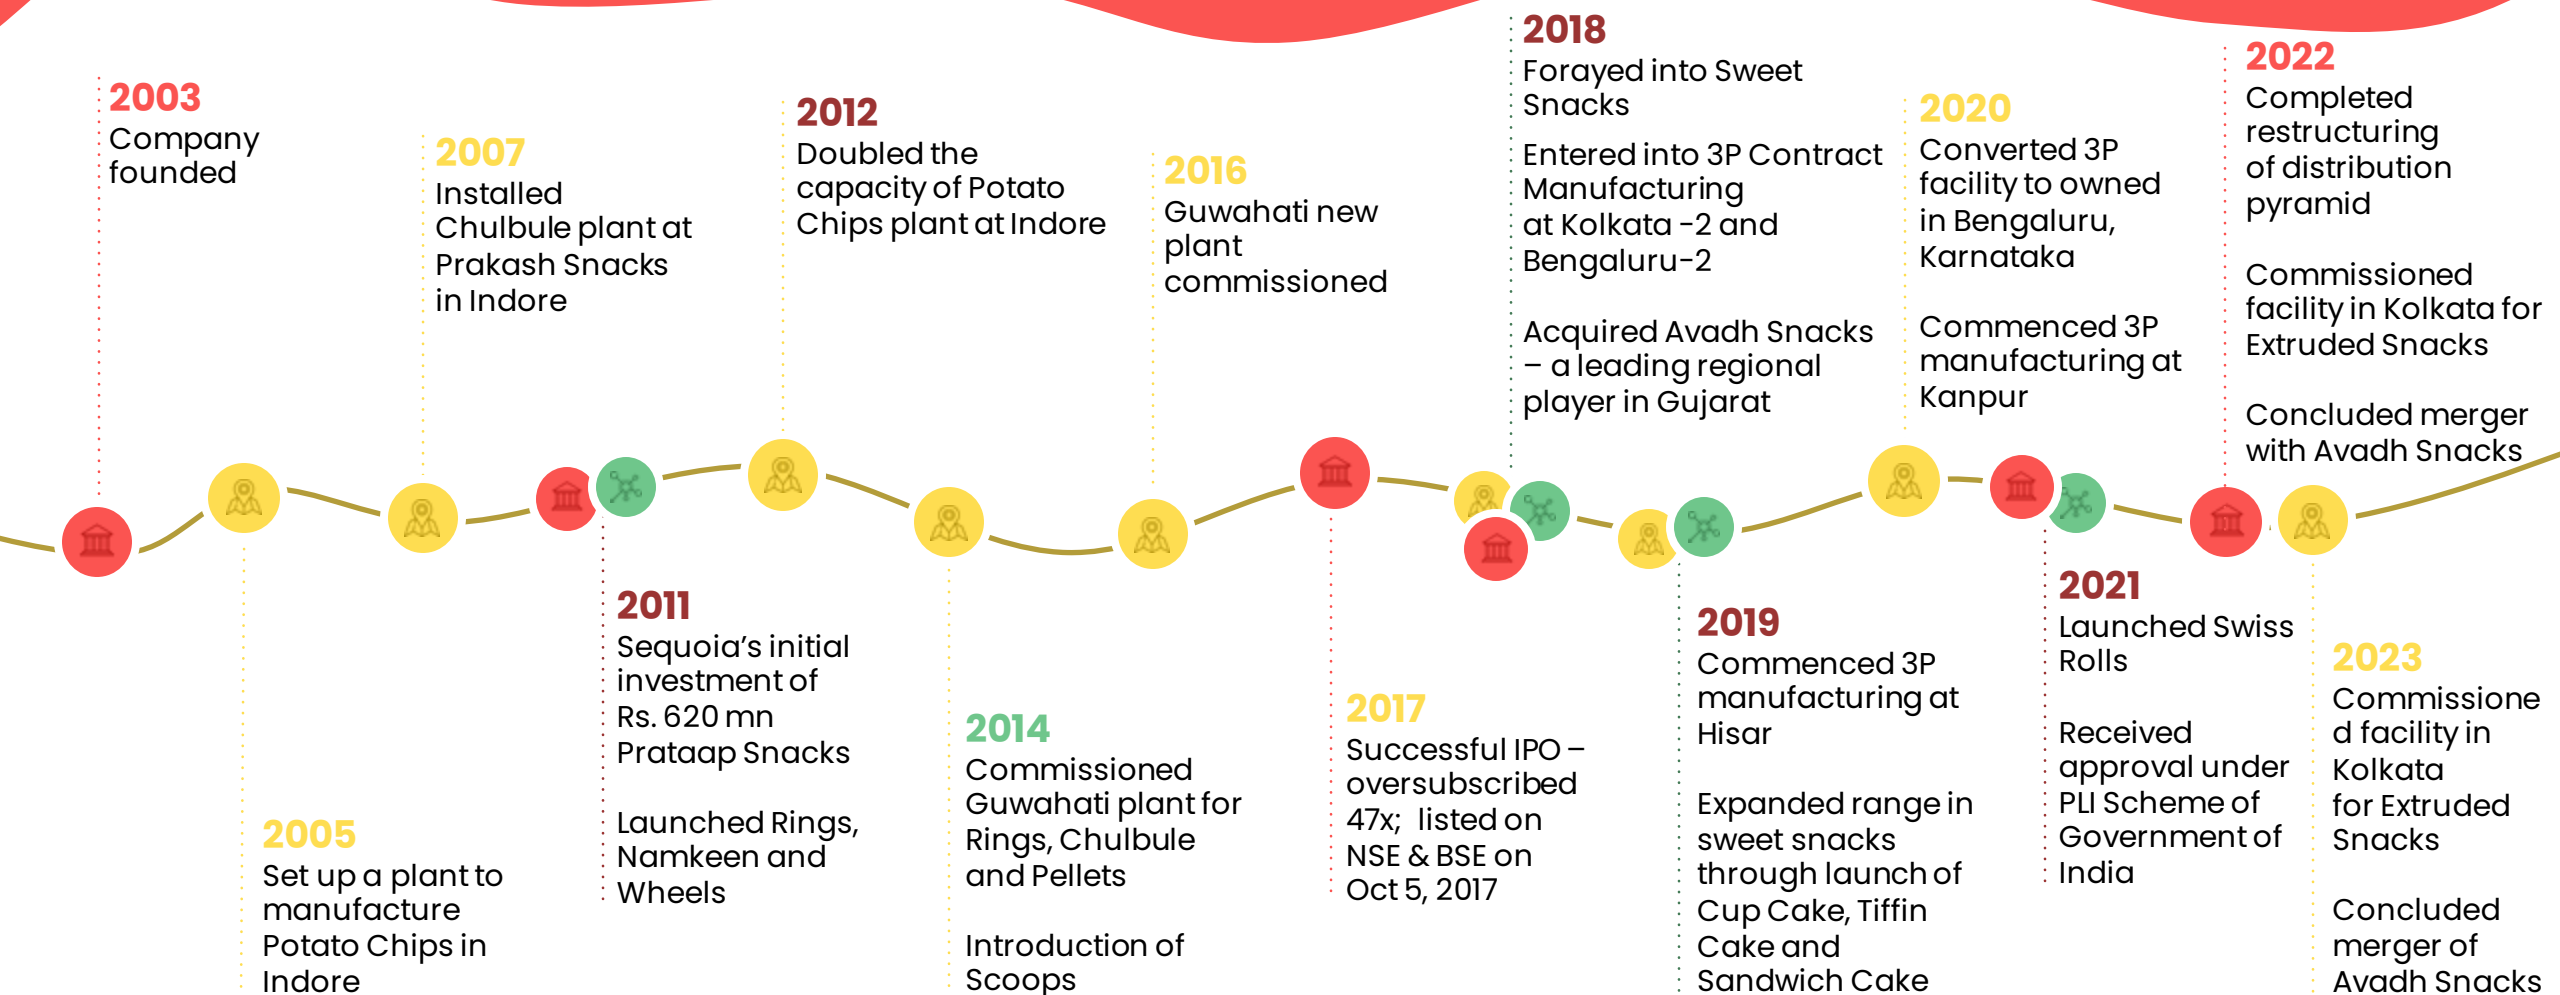 2003
Company
founded
2005
Set up a plant to
manufacture
Potato Chips in
Indore
2007
Installed
Chulbule plant at
Prakash Snacks
in Indore
2011
Sequoia’s initial
investment of
Rs. 620 mn
Prataap Snacks
Launched Rings,
Namkeen and
Wheels
2012
Doubled the
capacity of Potato
Chips plant at Indore
2014
Commissioned
Guwahati plant for
Rings, Chulbule
and Pellets
Introduction of
Scoops
2016
Guwahati new
plant
commissioned
2017
Successful IPO –
oversubscribed
47x; listed on
NSE & BSE on
Oct 5, 2017
2018
Forayed into Sweet
Snacks
Entered into 3P Contract
Manufacturing
at Kolkata -2 and
Bengaluru-2
Acquired Avadh Snacks
– a leading regional
player in Gujarat
2019
Commenced 3P
manufacturing at
Hisar
Expanded range in
sweet snacks
through launch of
Cup Cake, Tiffin
Cake and
Sandwich Cake
2020
Converted 3P
facility to owned
in Bengaluru,
Karnataka
Commenced 3P
manufacturing at
Kanpur
2021
Launched Swiss
Rolls
Received
approval under
PLI Scheme of
Government of
India
2022
Completed
restructuring
of distribution
pyramid
Commissioned
facility in Kolkata for
Extruded Snacks
Concluded merger
with Avadh Snacks
2023
Commissione
d facility in
Kolkata
for Extruded
Snacks
Concluded
merger of
Avadh Snacks